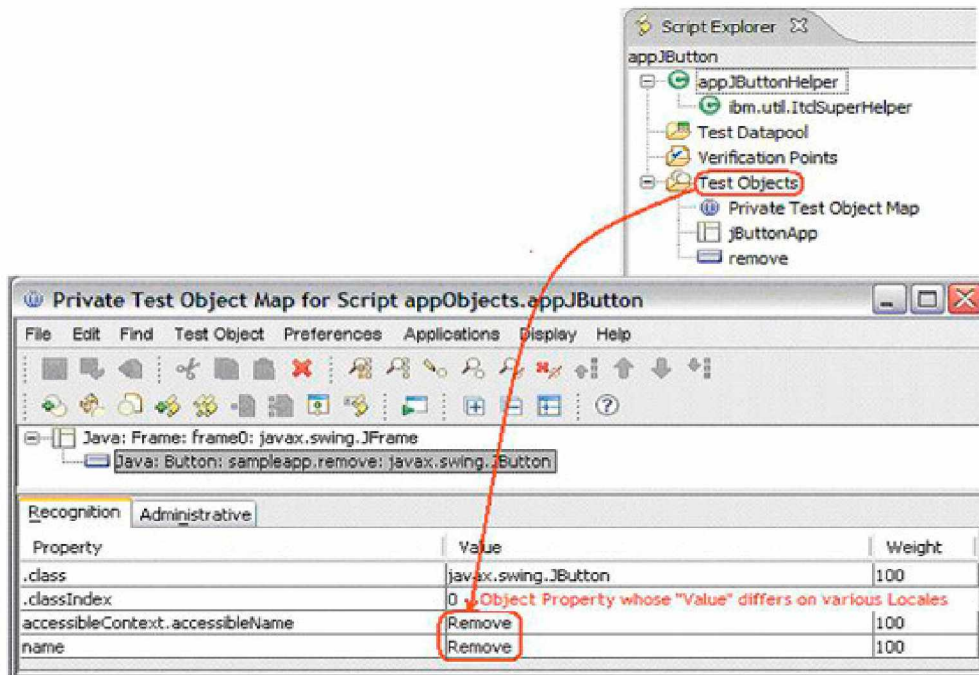 Script Explorer
appJButton
appJButtonHelper
ibm.util.ItclSuperHelper
Test Datapool
Verification Points
Test Objects
Private Test Object Map
jButtonApp
remove
Private Test Object Map for Script appObjects.appJButton
File Edit Find Test Object Preferences Applications Display Help
Java: Frame: frame0: javax.swing.JFrame
Java: Button: sampleapp.remove: javax.swing.JButton
Recognition Administrative
Property Value Weight
.class javax.swing.JButton 100
.classIndex 0 Object Property whose "Value" differs on various Locales
accessibleContext.accessibleName Remove 100
name Remove 100